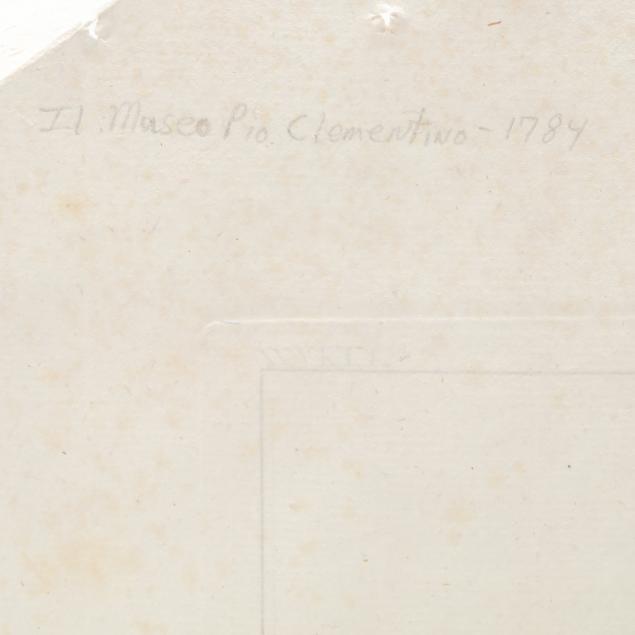 Il Museo Pio Clementino - 1784